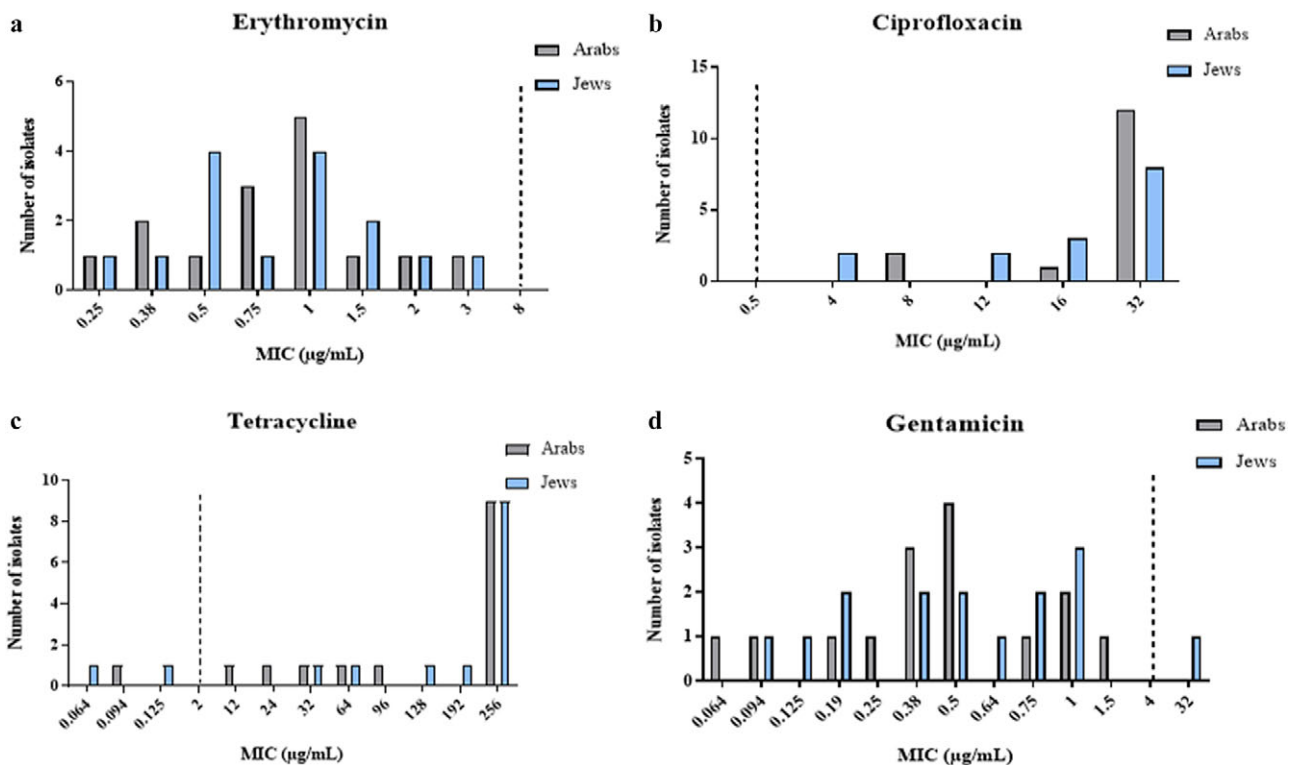 a
Erythromycin
Arabs
Jews
Number of isolates
6
4
2
0
0.25 0.38 0.5 0.75 1 1.5 2 3 8
MIC (µg/mL)
b
Ciprofloxacin
Arabs
Jews
Number of isolates
15
10
5
0
0.5 4 8 12 16 32
MIC (µg/mL)
c
Tetracycline
Arabs
Jews
Number of isolates
10
8
6
4
2
0
0.064 0.094 0.125 2 12 24 32 64 96 128 192 256
MIC (µg/mL)
d
Gentamicin
Arabs
Jews
Number of isolates
5
4
3
2
1
0
0.064 0.094 0.125 0.19 0.25 0.38 0.5 0.64 0.75 1 1.5 4 32
MIC (µg/mL)